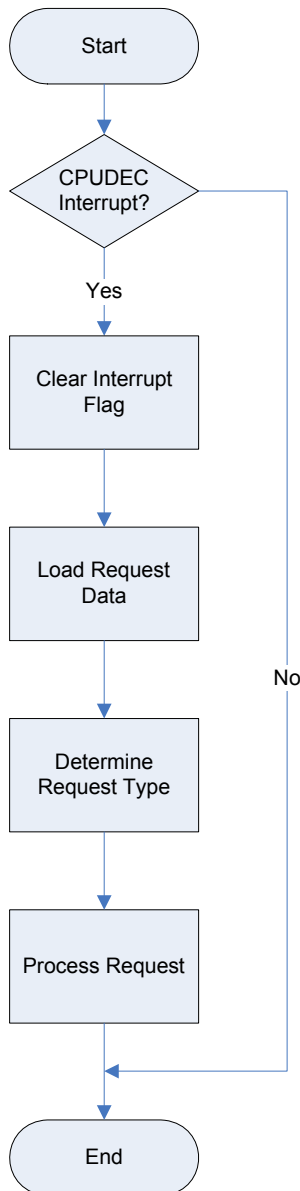 Start
CPUDEC
Interrupt?
Yes
Clear Interrupt
Flag
Load Request
Data
No
Determine
Request Type
Process Request
End